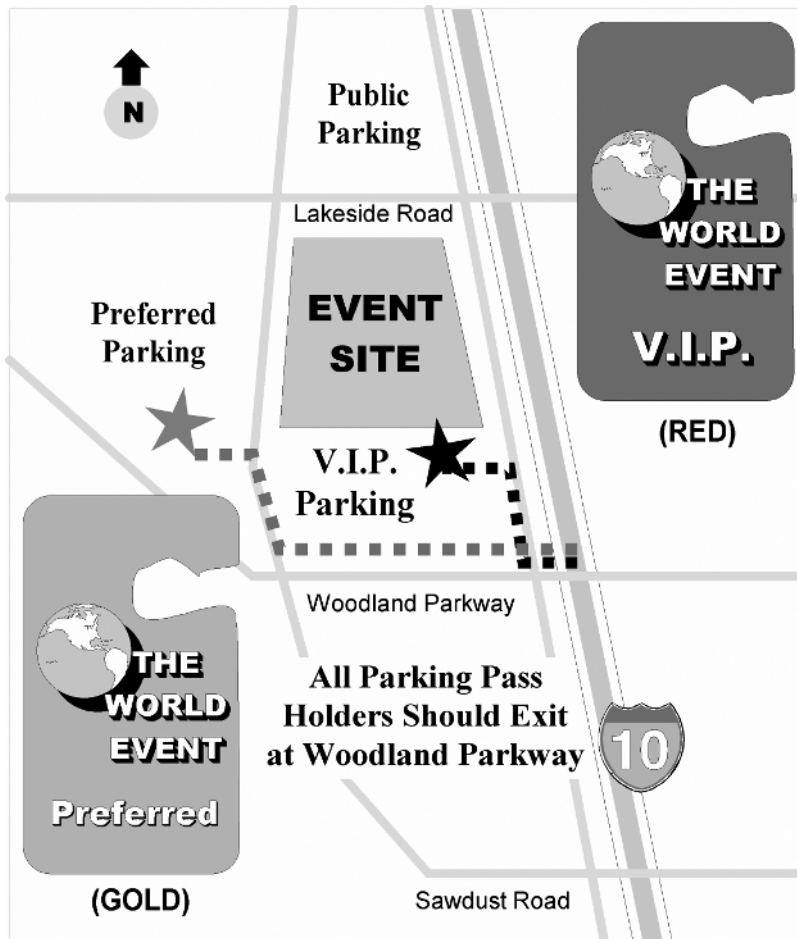 N
Public
Parking
Lakeside Road
THE
WORLD
EVENT
V.I.P.
(RED)
EVENT
SITE
Preferred
Parking
V.I.P.
Parking
Woodland Parkway
THE
WORLD
EVENT
Preferred
(GOLD)
All Parking Pass
Holders Should Exit
at Woodland Parkway
10
Sawdust Road